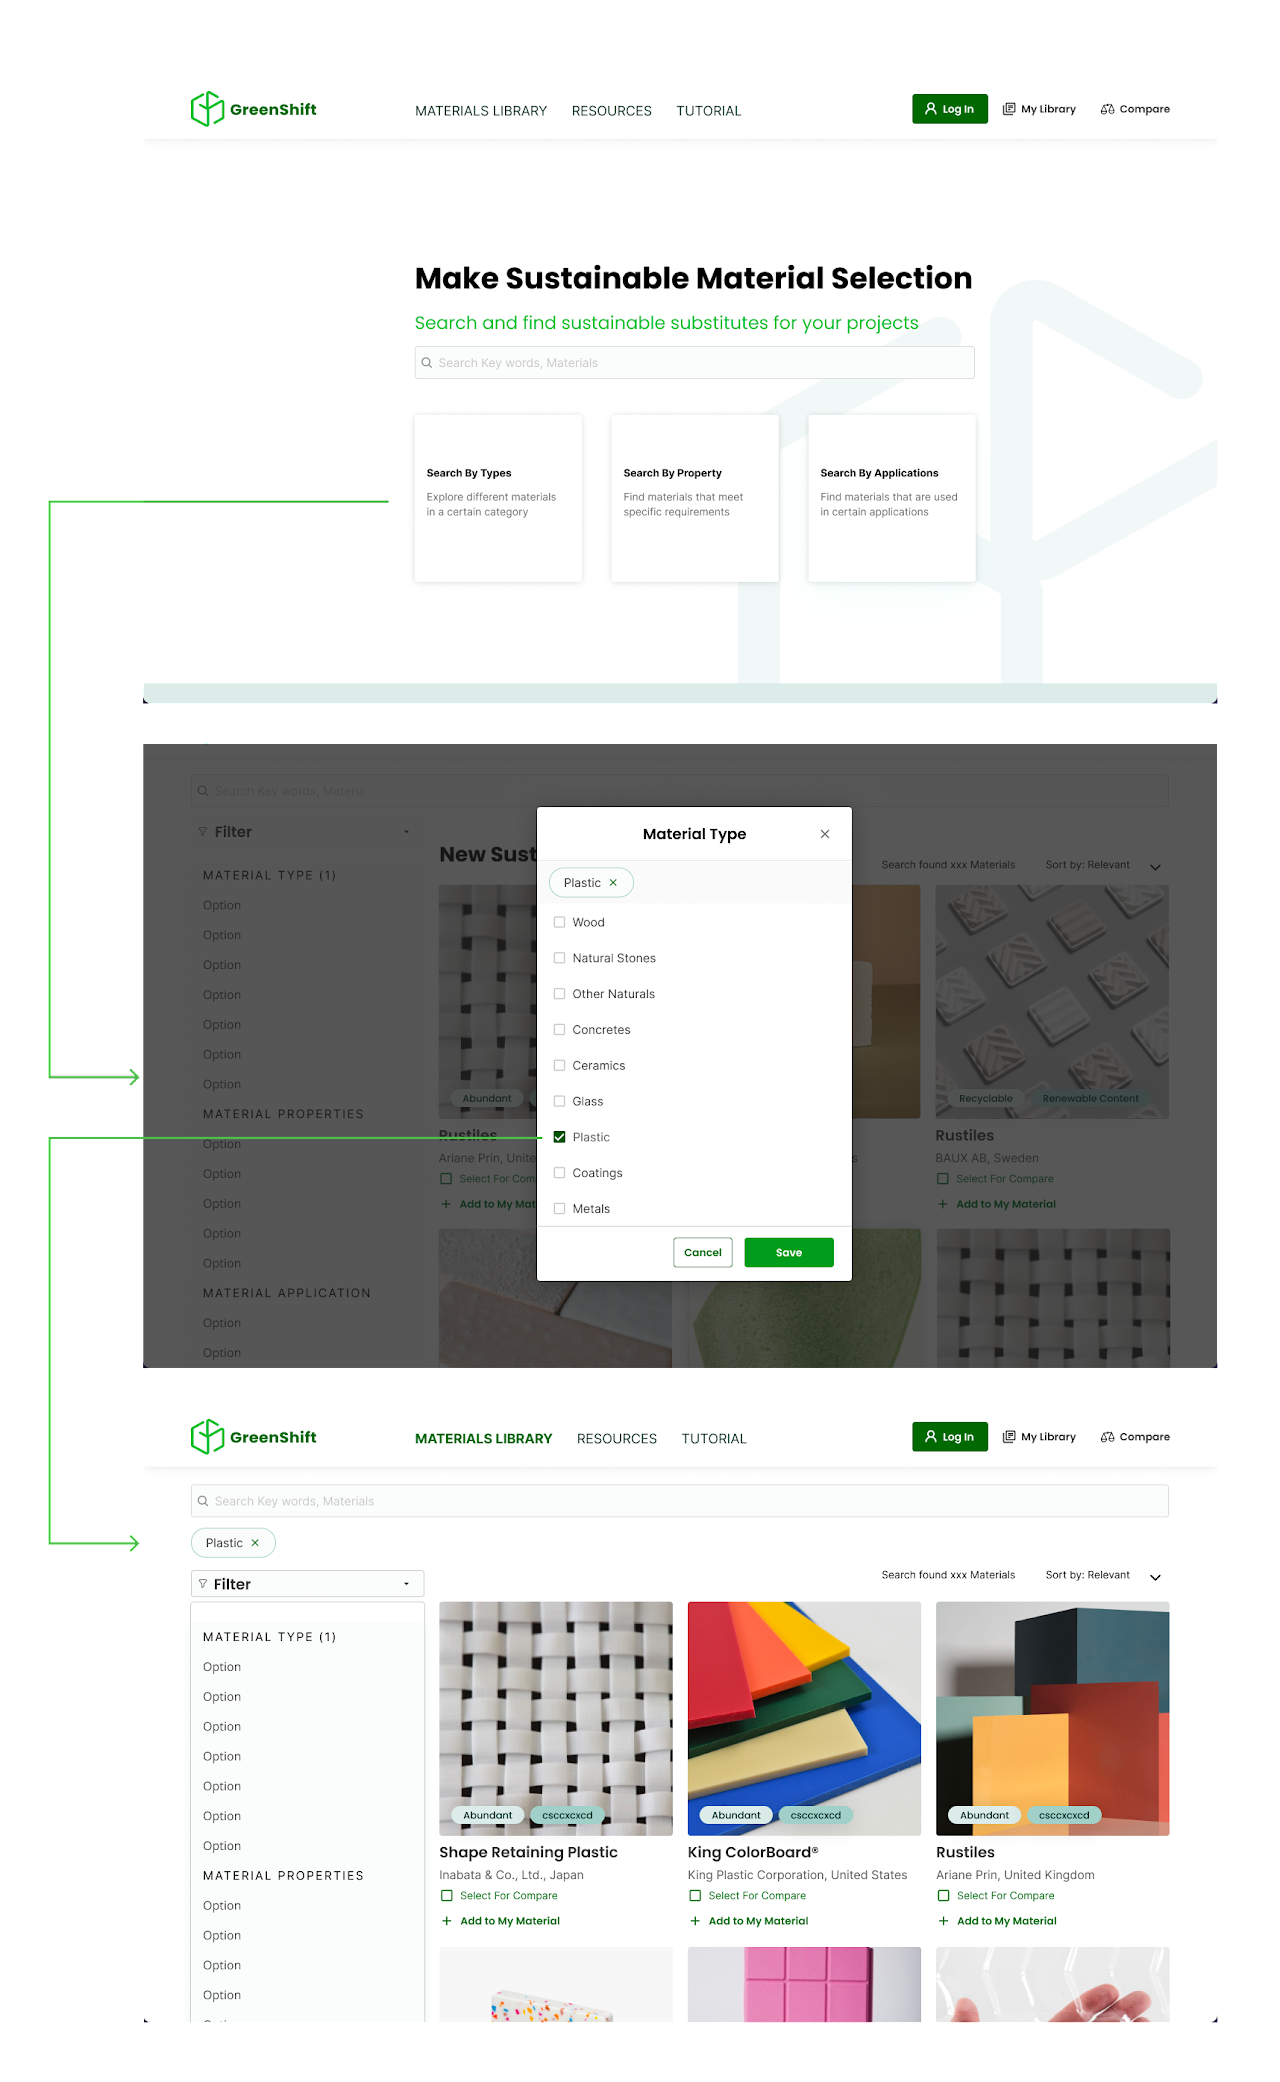 GreenShift
MATERIALS LIBRARY
RESOURCES
TUTORIAL
Log In
My Library
Compare
Make Sustainable Material Selection
Search and find sustainable substitutes for your projects
Search Key words, Materials
Search By Types
Explore different materials
in a certain category
Search By Property
Find materials that meet
specific requirements
Search By Applications
Find materials that are used
in certain applications
Search Key words, Materia
Filter
MATERIAL TYPE (1)
Option
Option
Option
Option
Option
Option
Option
MATERIAL PROPERTIES
Option
Option
Option
Option
Option
MATERIAL APPLICATION
Option
Option
New Sust
Search found xxx Materials
Sort by: Relevant
Abundant
Rustiles
Ariane Prin, Unite
Select For Comp
Add to My Mat
s
Recyclable
Renewable Content
Rustiles
BAUX AB, Sweden
Select For Compare
Add to My Material
Material Type
Plastic
Wood
Natural Stones
Other Naturals
Concretes
Ceramics
Glass
Plastic
Coatings
Metals
Cancel
Save
GreenShift
MATERIALS LIBRARY
RESOURCES
TUTORIAL
Log In
My Library
Compare
Search Key words, Materials
Plastic
Filter
Search found xxx Materials
Sort by: Relevant
MATERIAL TYPE (1)
Option
Option
Option
Option
Option
Option
Option
MATERIAL PROPERTIES
Option
Option
Option
Option
Abundant
csccxcxcd
Shape Retaining Plastic
Inabata & Co., Ltd., Japan
Select For Compare
Add to My Material
Abundant
csccxcxcd
King ColorBoard®
King Plastic Corporation, United States
Select For Compare
Add to My Material
Abundant
csccxcxcd
Rustiles
Ariane Prin, United Kingdom
Select For Compare
Add to My Material